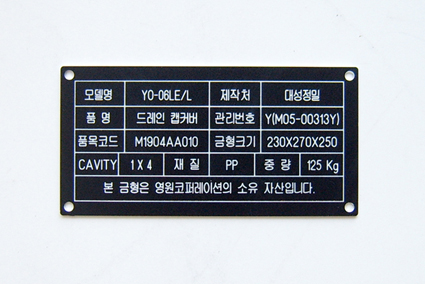 모델명 YO-06LE/L 제작처 대성정밀
품 명 드레인 캡커버 관리번호 Y(M05-00313Y)
품목코드 M1904AA010 금형크기 230X270X250
CAVITY 1 X 4 재 질 PP 중 량 125 Kg
본 금형은 영원코퍼레이션의 소유 자산입니다.